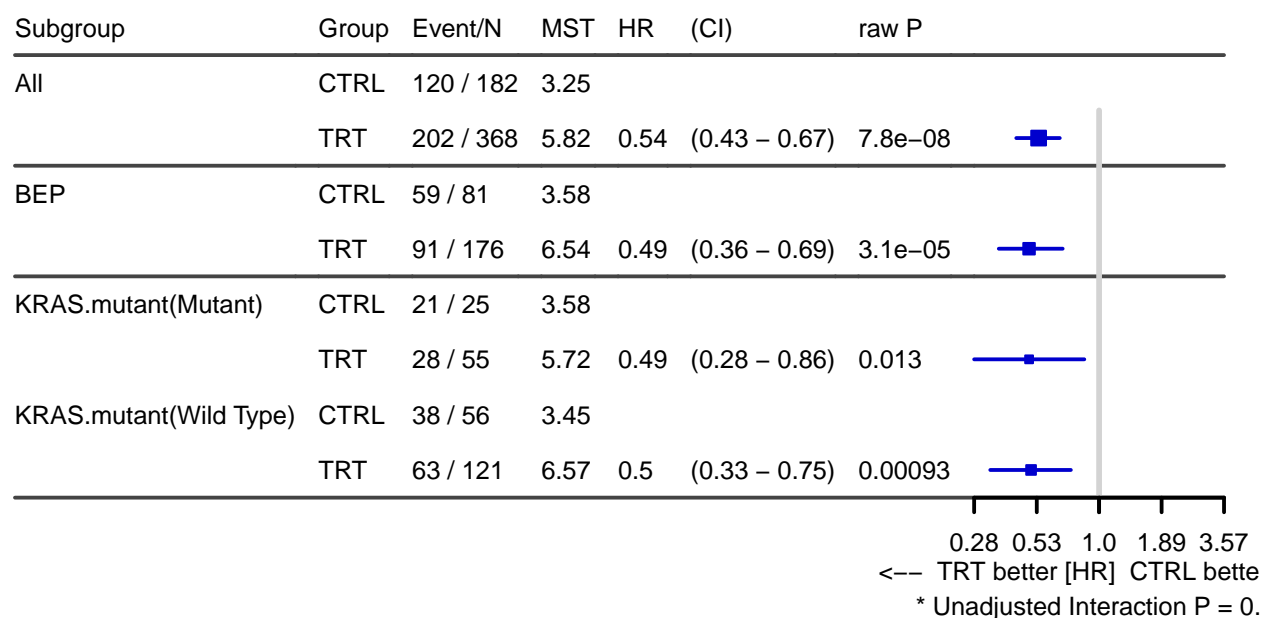 Subgroup Group Event/N MST HR (CI) raw P
All CTRL 120 / 182 3.25
TRT 202 / 368 5.82 0.54 (0.43 − 0.67) 7.8e−08
BEP CTRL 59 / 81 3.58
TRT 91 / 176 6.54 0.49 (0.36 − 0.69) 3.1e−05
KRAS.mutant(Mutant) CTRL 21 / 25 3.58
TRT 28 / 55 5.72 0.49 (0.28 − 0.86) 0.013
KRAS.mutant(Wild Type) CTRL 38 / 56 3.45
TRT 63 / 121 6.57 0.5 (0.33 − 0.75) 0.00093
0.28 0.53 1.0 1.89 3.57
<−− TRT better [HR] CTRL bette
* Unadjusted Interaction P = 0.